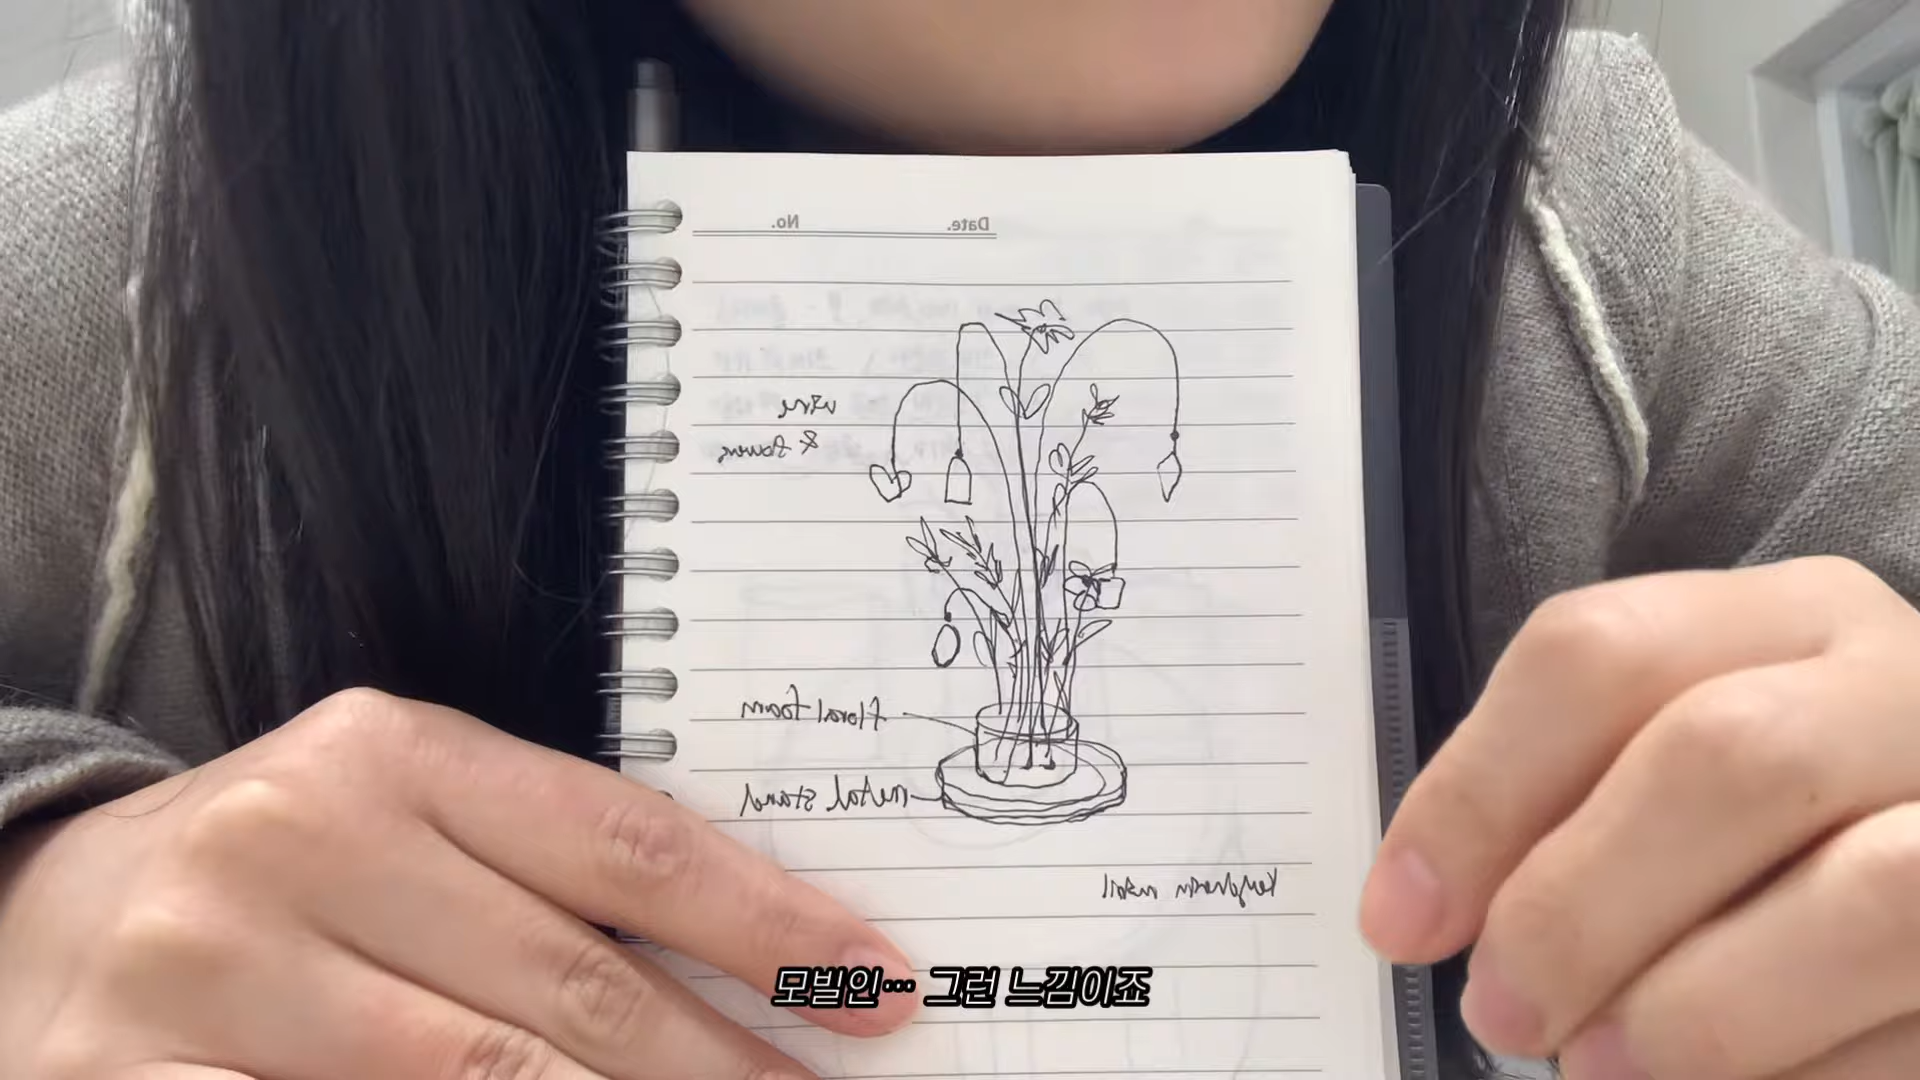 No. Date.
wire
& flowers
floral foam
metal stand
모빌인… 그런 느낌이죠